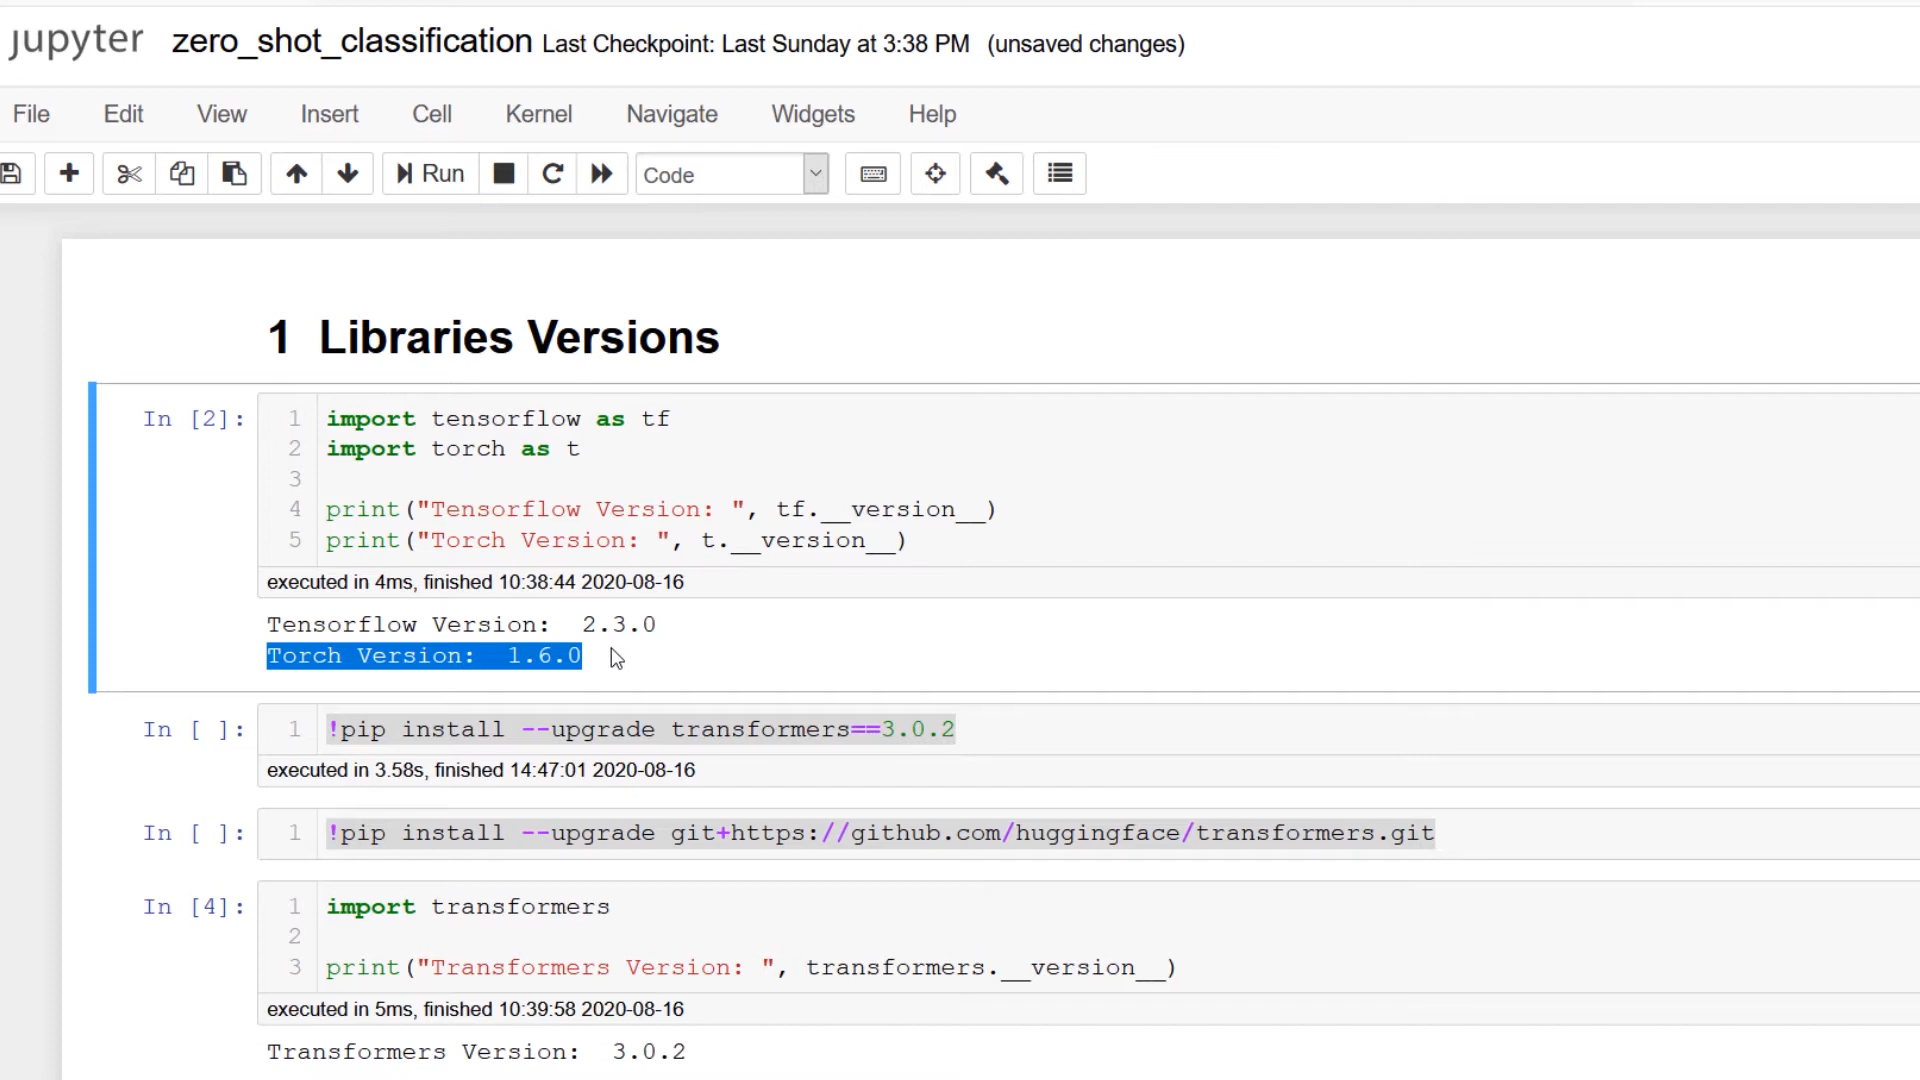 jupyter zero_shot_classification Last Checkpoint: Last Sunday at 3:38 PM (unsaved changes)
File Edit View Insert Cell Kernel Navigate Widgets Help
Run Code
1 Libraries Versions
In [2]:
1 import tensorflow as tf
2 import torch as t
3
4 print("Tensorflow Version: ", tf.__version__)
5 print("Torch Version: ", t.__version__)
executed in 4ms, finished 10:38:44 2020-08-16
Tensorflow Version:  2.3.0
Torch Version:  1.6.0
In [ ]:
1 !pip install --upgrade transformers==3.0.2
executed in 3.58s, finished 14:47:01 2020-08-16
In [ ]:
1 !pip install --upgrade git+https://github.com/huggingface/transformers.git
In [4]:
1 import transformers
2
3 print("Transformers Version: ", transformers.__version__)
executed in 5ms, finished 10:39:58 2020-08-16
Transformers Version:  3.0.2